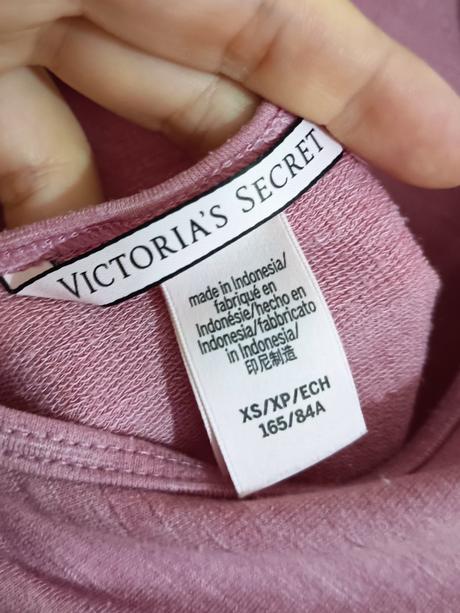 VICTORIA'S SECRET
made in Indonesia/
fabriqué en
Indonésie/hecho en
Indonesia/fabbricato
in Indonesia/
印尼制造
XS/XP/ECH
165/84A